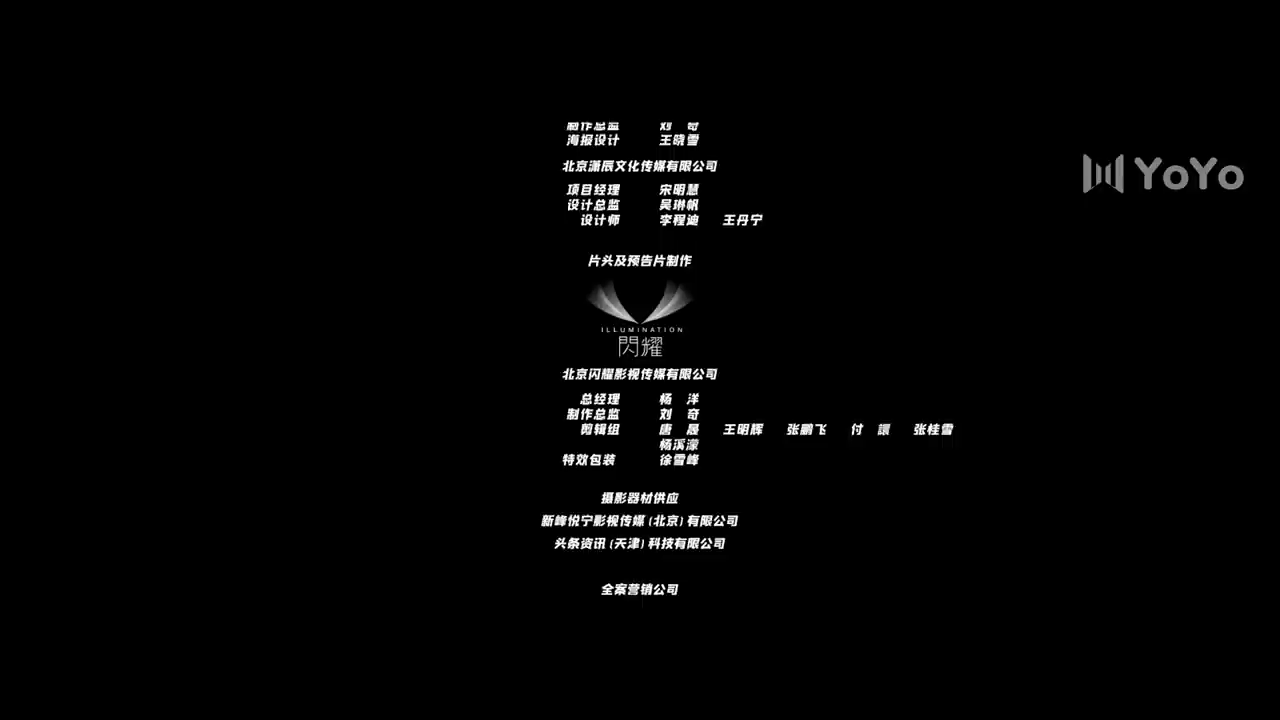 制作总监 刘 奇
海报设计 王晓雪
YoYo
北京潇辰文化传媒有限公司
项目经理 宋明慧
设计总监 吴琳帆
设计师 李程迪 王丹宁
片头及预告片制作
ILLUMINATION
閃耀
北京闪耀影视传媒有限公司
总经理 杨 洋
制作总监 刘 奇
剪辑组 唐 晟 王明辉 张鹏飞 付 譞 张桂雪
杨溪濛
特效包装 徐雪峰
摄影器材供应
新峰悦宁影视传媒(北京)有限公司
头条资讯(天津)科技有限公司
全案营销公司